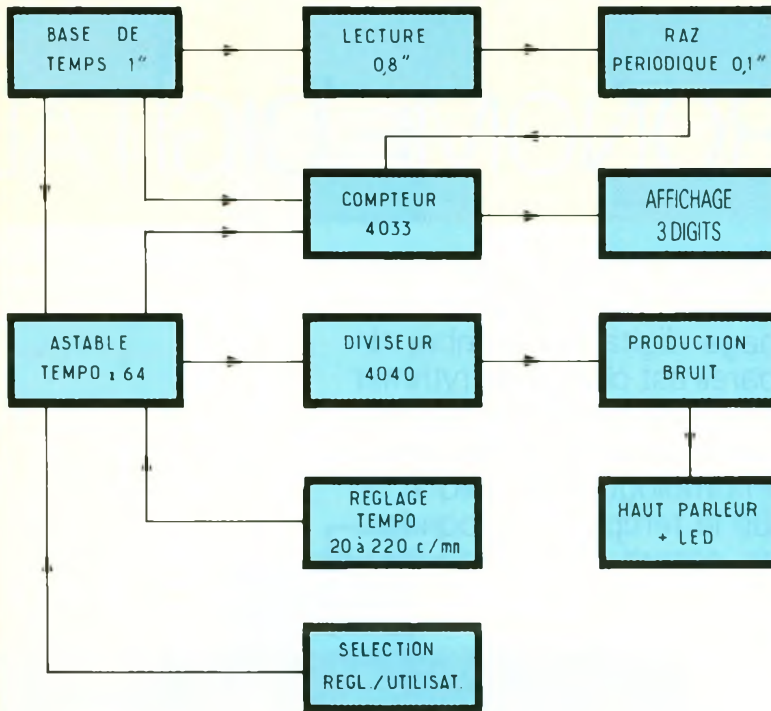 BASE DE
TEMPS 1"
LECTURE
0,8"
RAZ
PERIODIQUE 0,1"
COMPTEUR
4033
AFFICHAGE
3 DIGITS
ASTABLE
TEMPO x 64
DIVISEUR
4040
PRODUCTION
BRUIT
REGLAGE
TEMPO
20 à 220 c/mn
HAUT PARLEUR
+ LED
SELECTION
REGL./UTILISAT.